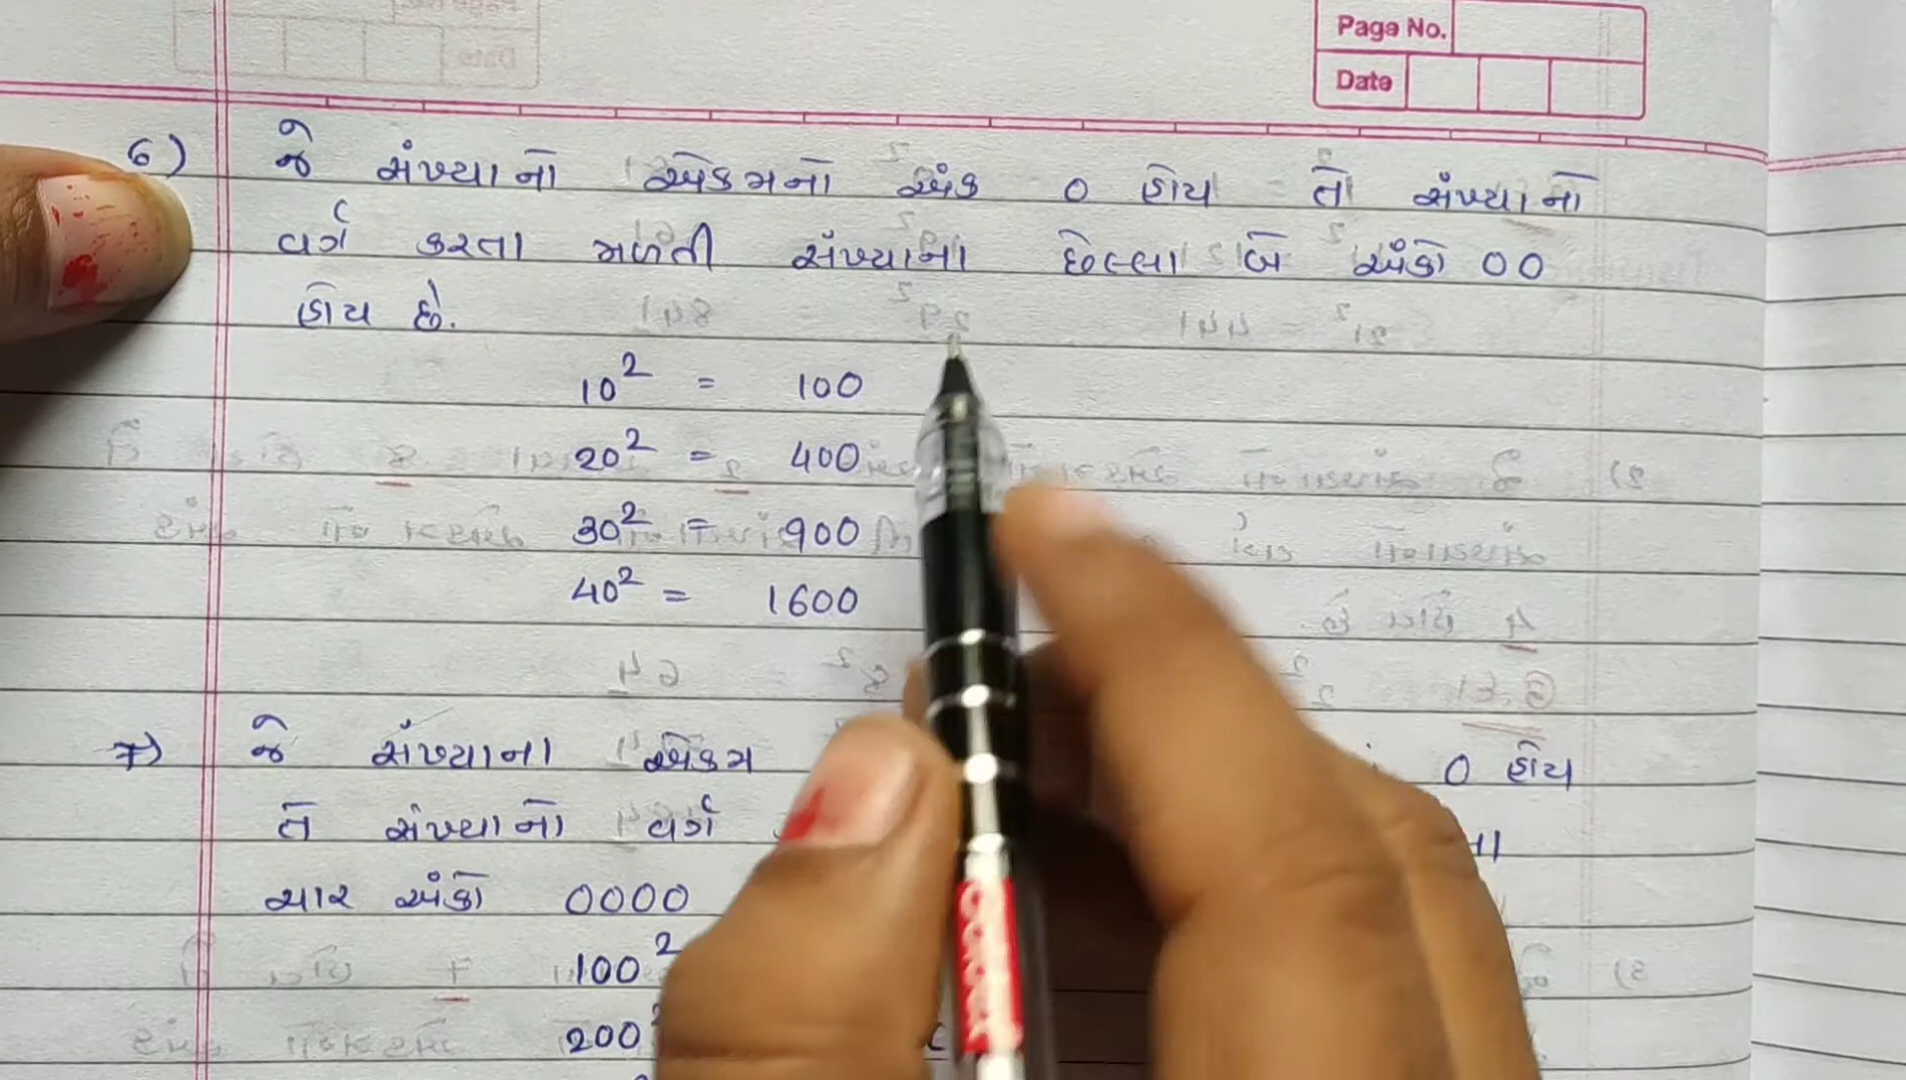 Page No.
Date
6) જે સંખ્યાનો એકમનો અંક 0 હોય તે સંખ્યાનો
વર્ગ કરતા મળતી સંખ્યાના છેલ્લા બે અંકો 00
હોય છે.
10² = 100
20² = 400
30² = 900
40² = 1600
7) જે સંખ્યાના એકમ 0 હોય
તે સંખ્યાનો વર્ગ
ચાર અંકો 0000
100²
200²